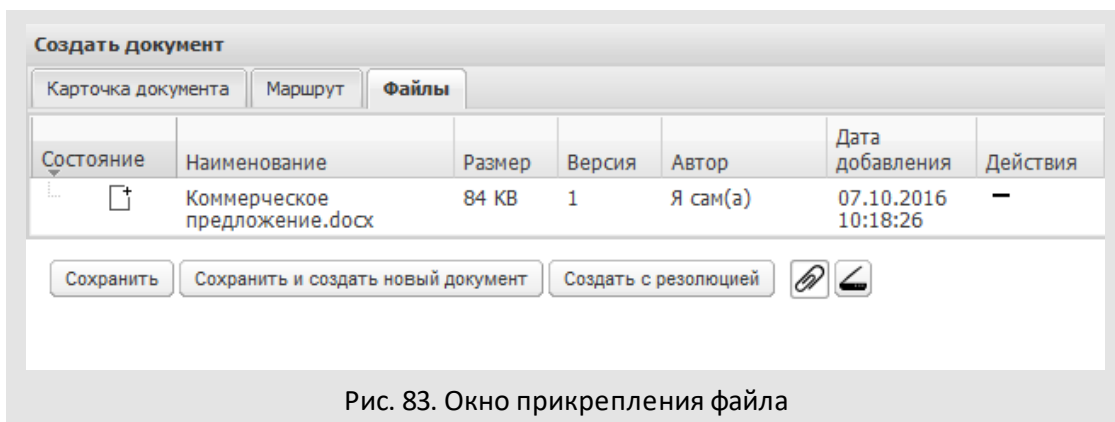 Создать документ
Карточка документа Маршрут Файлы
Состояние Наименование Размер Версия Автор Дата добавления Действия
Коммерческое 84 KB 1 Я сам(а) 07.10.2016
предложение.docx 10:18:26
Сохранить Сохранить и создать новый документ Создать с резолюцией
Рис. 83. Окно прикрепления файла